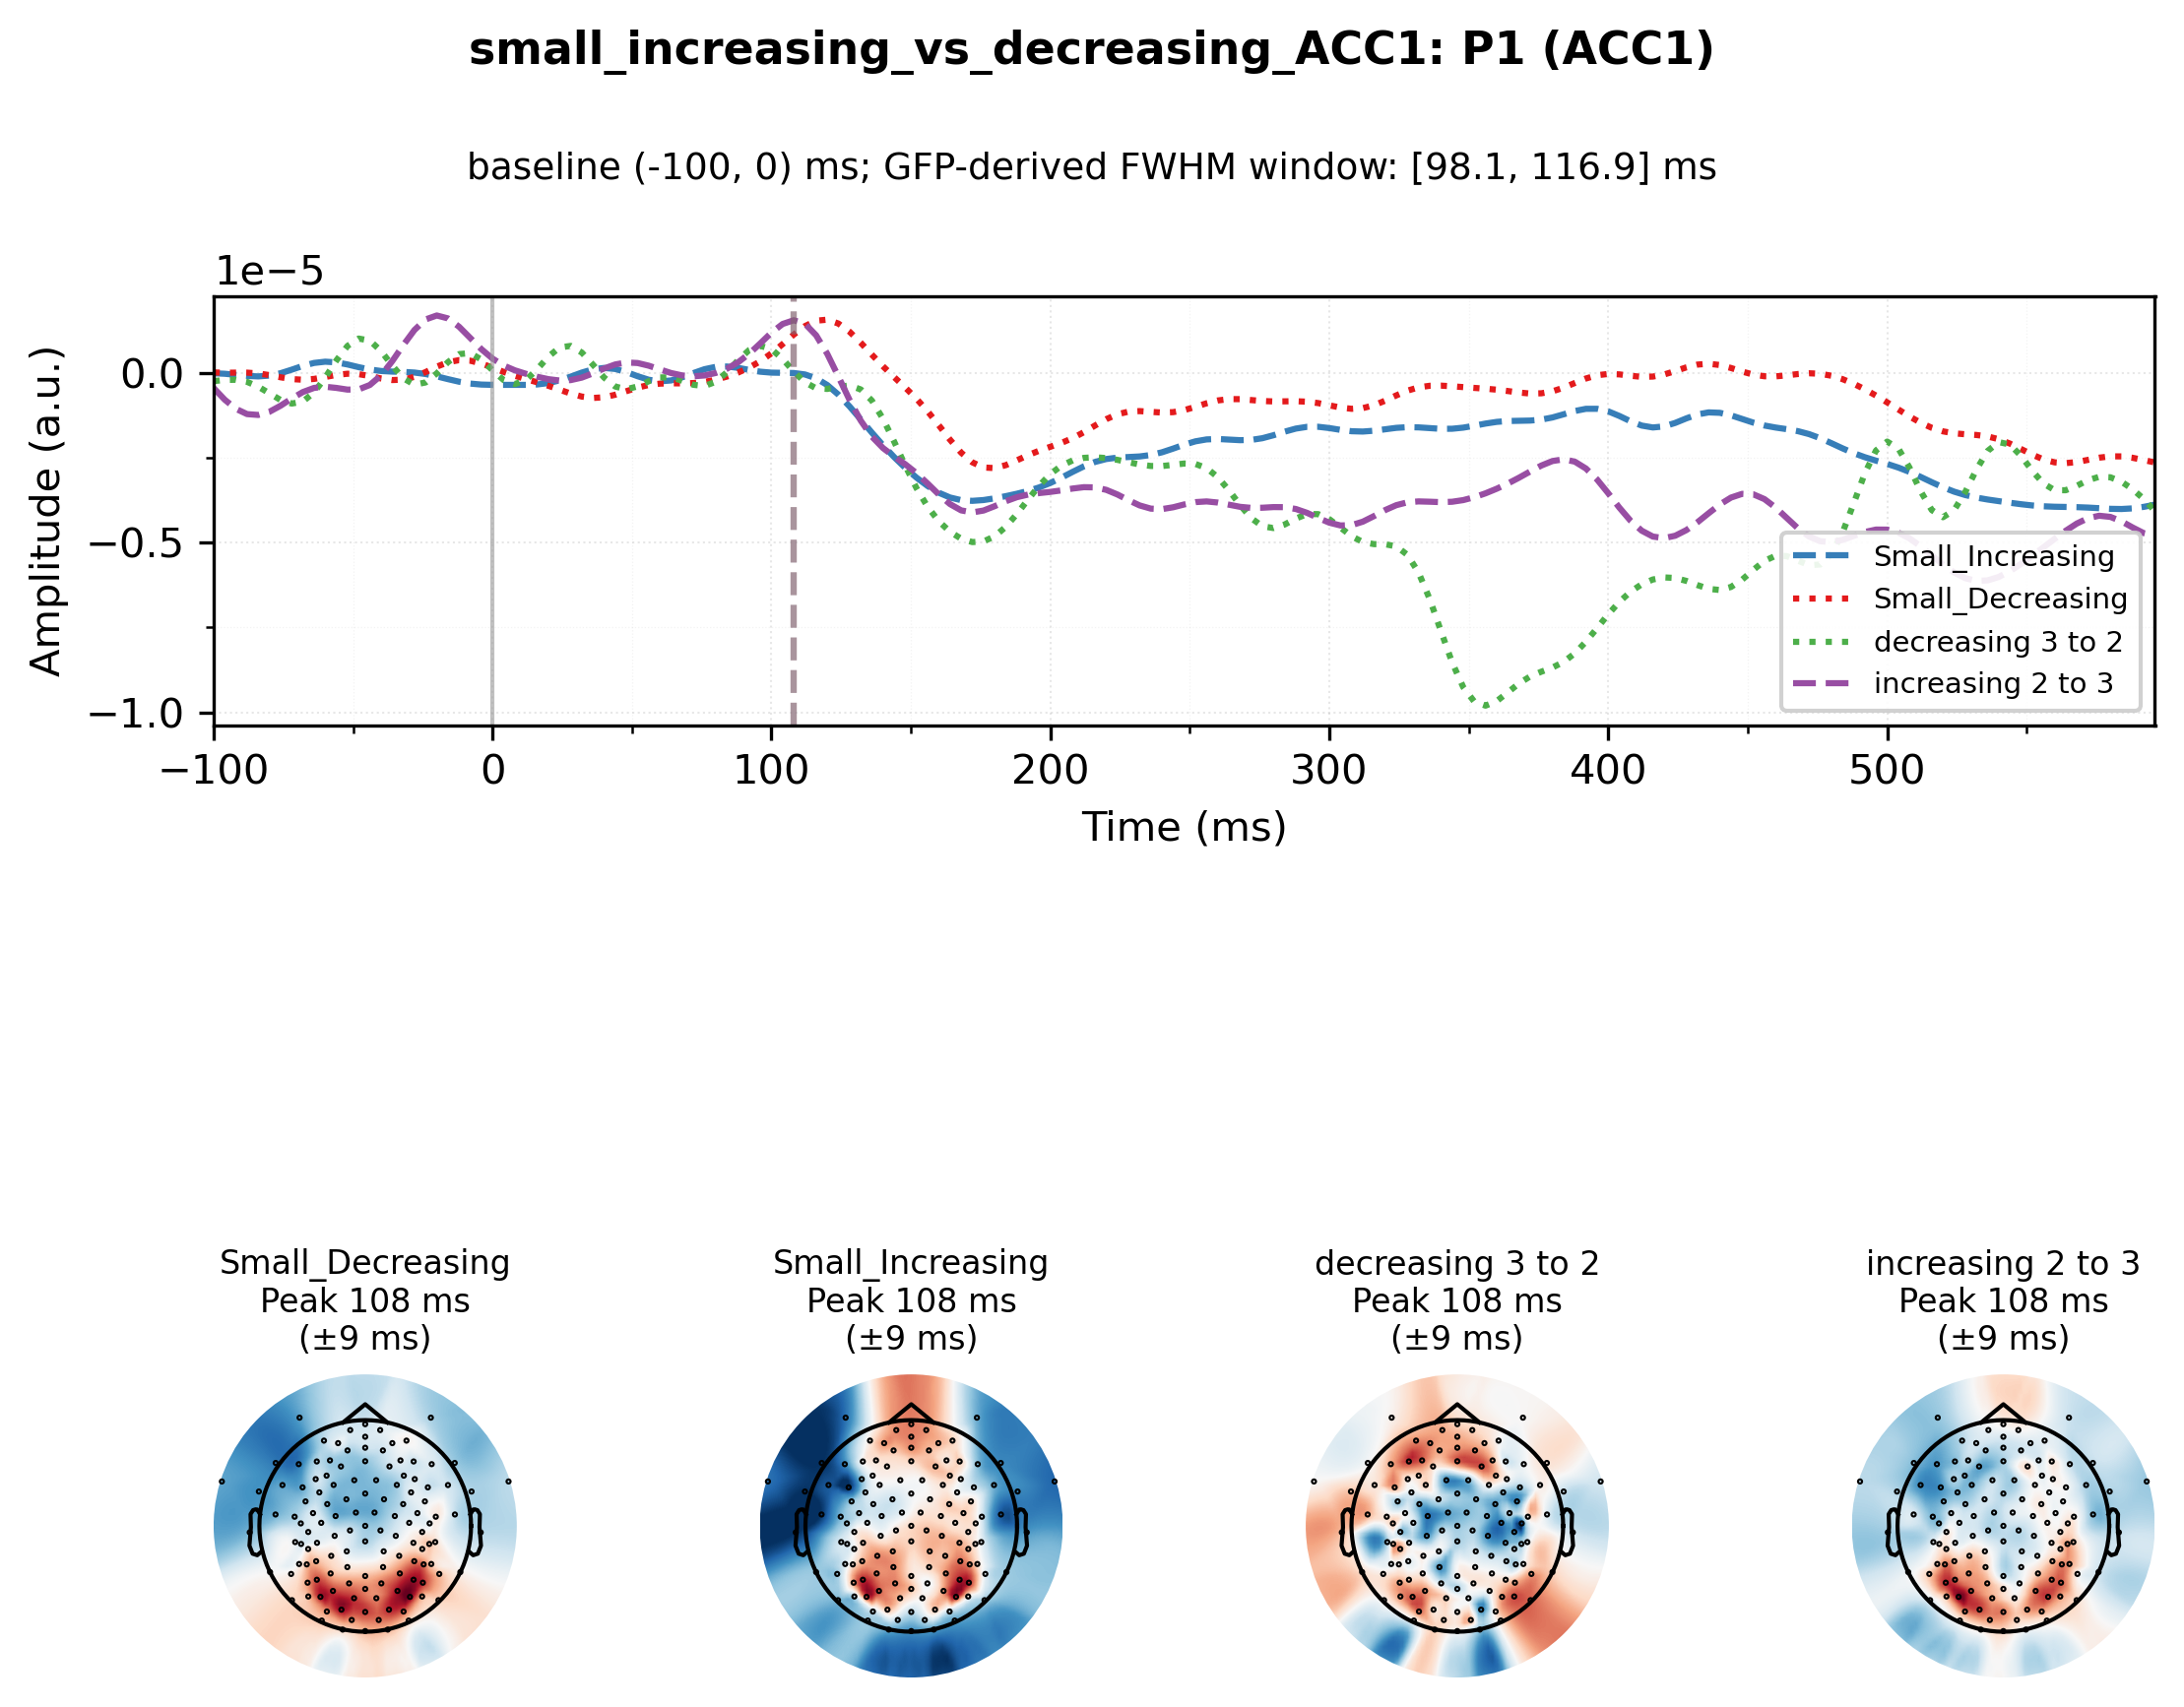 small_increasing_vs_decreasing_ACC1: P1 (ACC1)
baseline (-100, 0) ms; GFP-derived FWHM window: [98.1, 116.9] ms
1e−5
Amplitude (a.u.)
0.0
−0.5
−1.0
Small_Increasing
Small_Decreasing
decreasing 3 to 2
increasing 2 to 3
−100 0 100 200 300 400 500
Time (ms)
Small_Decreasing
Peak 108 ms
(±9 ms)
Small_Increasing
Peak 108 ms
(±9 ms)
decreasing 3 to 2
Peak 108 ms
(±9 ms)
increasing 2 to 3
Peak 108 ms
(±9 ms)